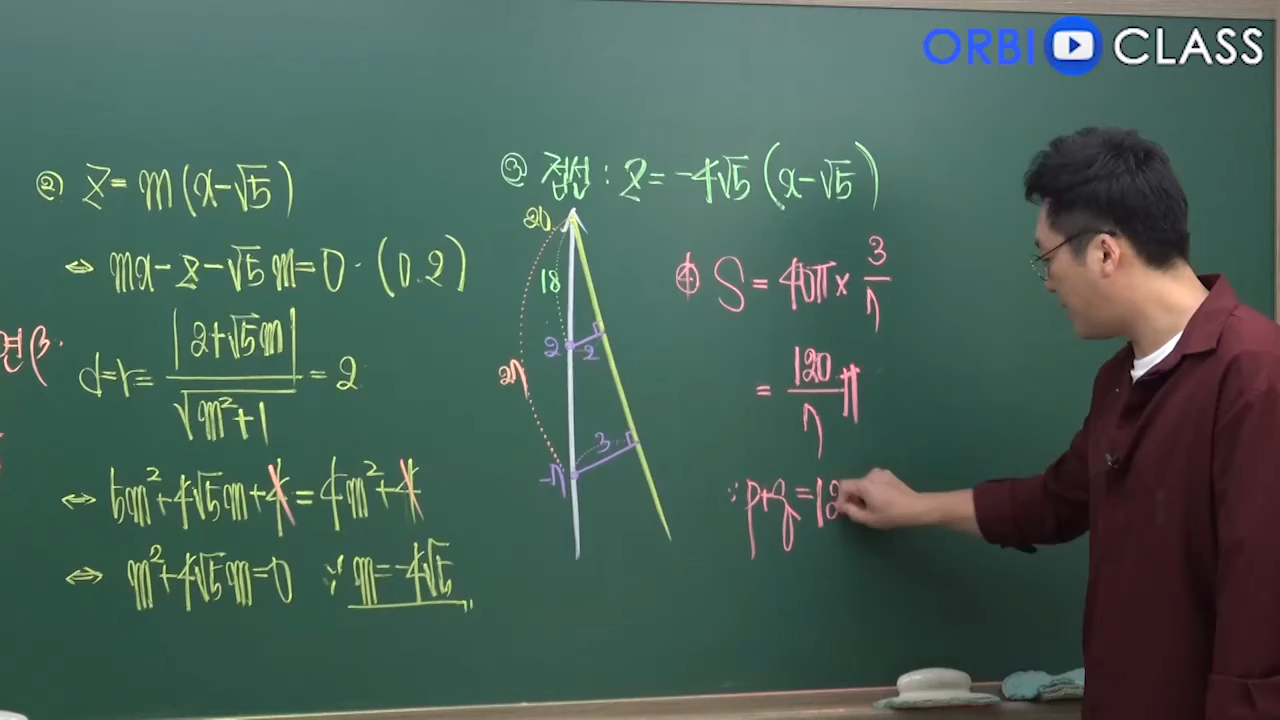 ORBI CLASS
② z = m(x-√5)
⇔ mx-z-√5m=0 · (0.2)
d=r= |2+√5m| / √m²+1 = 2
⇔ 5m²+4√5m+4=4m²+4
⇔ m²+4√5m=0 ∵ m=-4√5
③ 접선 : z=-4√5(x-√5)
20
18
2
2
27
3
-7
④ S = 40π × 3/7
= 120/7 π
∵ p+q=12